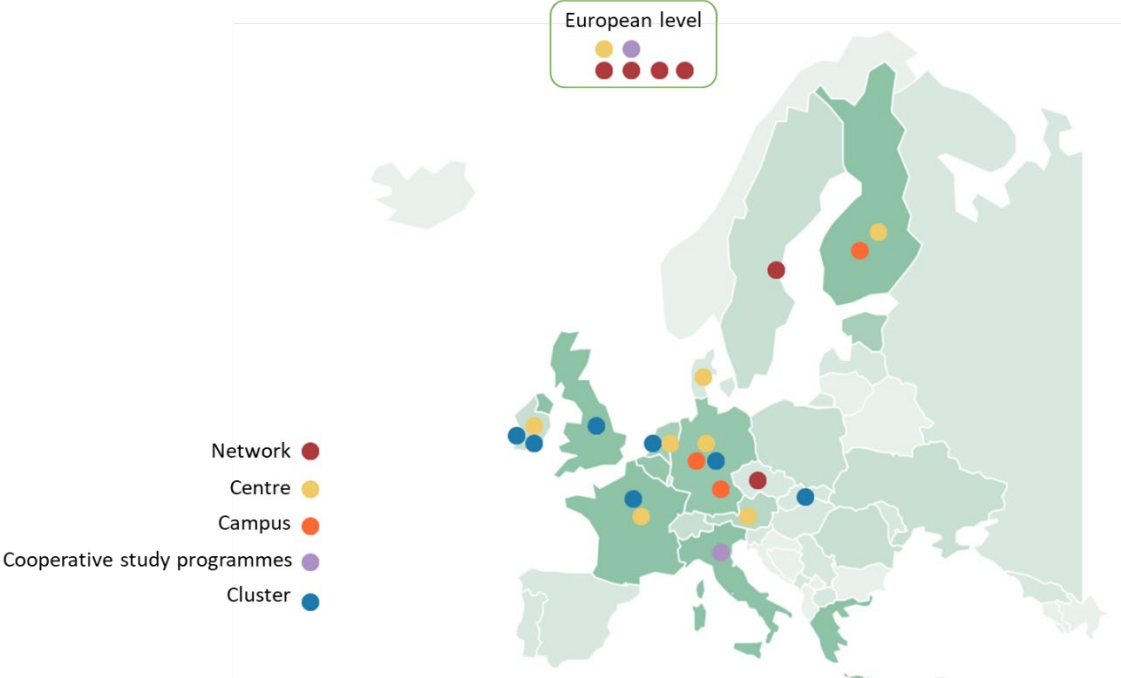 European level
Network
Centre
Campus
Cooperative study programmes
Cluster